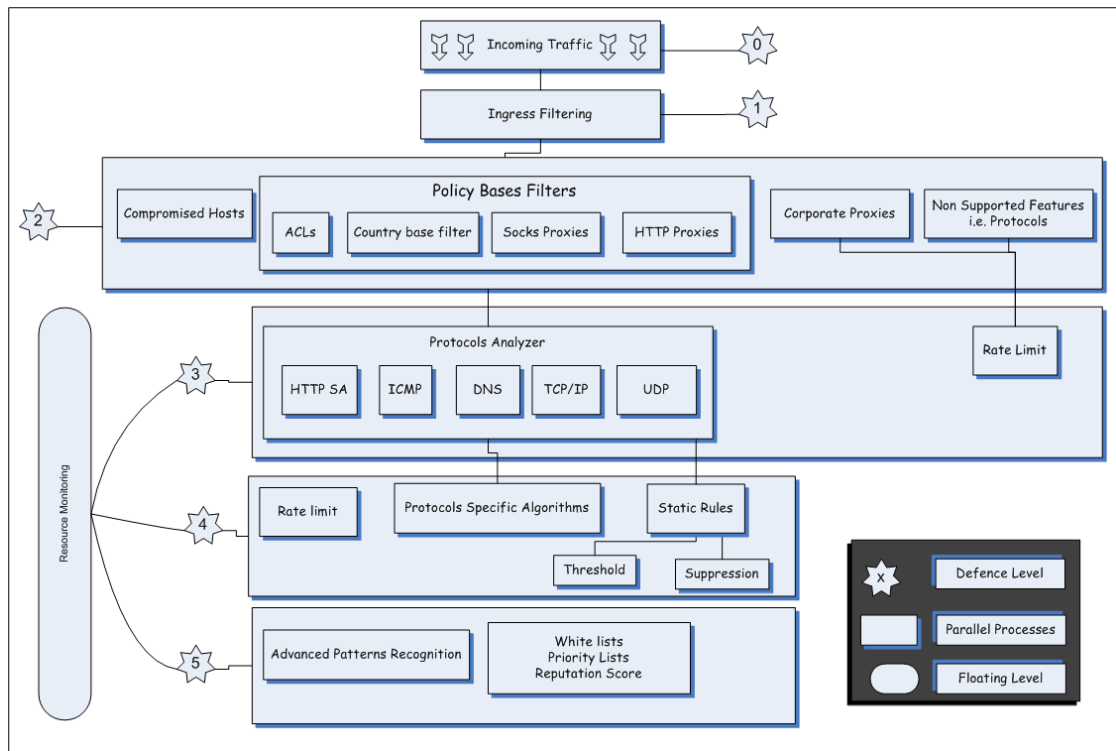 Incoming Traffic
0
Ingress Filtering
1
2
Compromised Hosts
Policy Bases Filters
ACLs
Country base filter
Socks Proxies
HTTP Proxies
Corporate Proxies
Non Supported Features
i.e. Protocols
Resource Monitoring
3
Protocols Analyzer
HTTP SA
ICMP
DNS
TCP/IP
UDP
Rate Limit
4
Rate limit
Protocols Specific Algorithms
Static Rules
Threshold
Suppression
5
Advanced Patterns Recognition
White lists
Priority Lists
Reputation Score
X
Defence Level
Parallel Processes
Floating Level